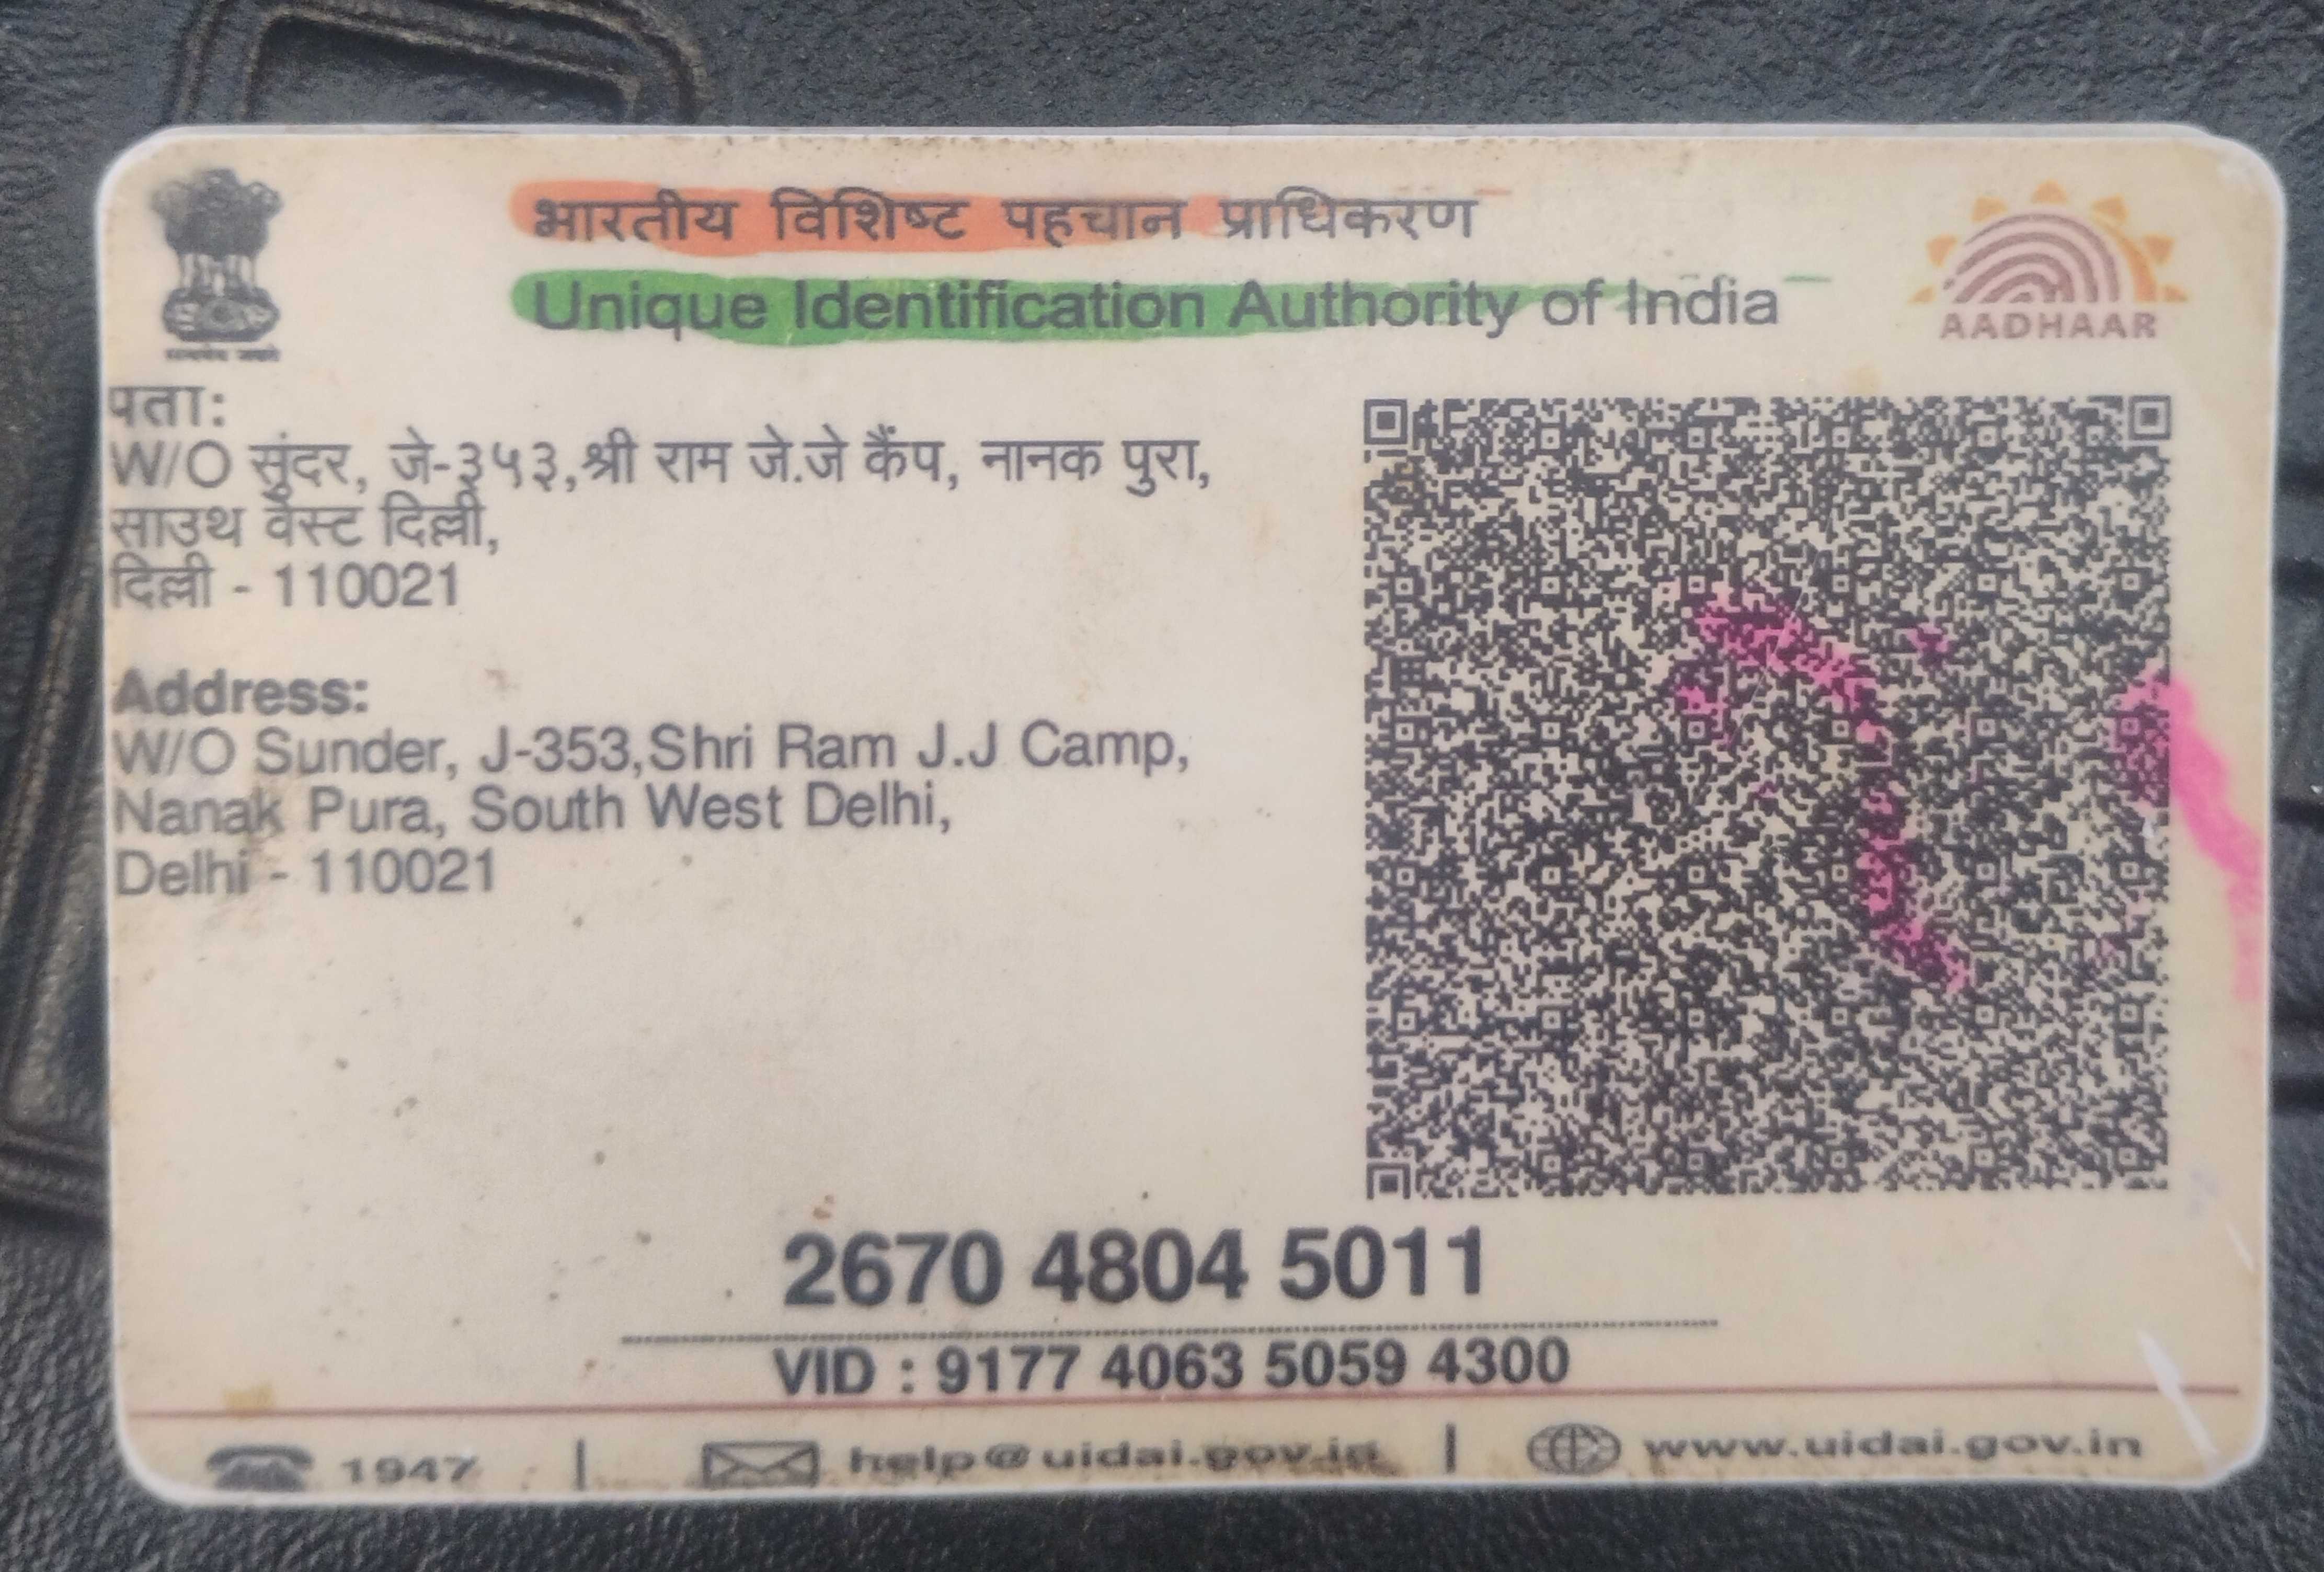 भारतीय विशिष्ट पहचान प्राधिकरण
Unique Identification Authority of India
AADHAAR
पता:
W/O सुंदर, जे-३५३,श्री राम जे.जे कैंप, नानक पुरा,
साउथ वेस्ट दिल्ली,
दिल्ली - 110021
Address:
W/O Sunder, J-353,Shri Ram J.J Camp,
Nanak Pura, South West Delhi,
Delhi - 110021
2670 4804 5011
VID : 9177 4063 5059 4300
1947 | help@uidai.gov.in | www.uidai.gov.in